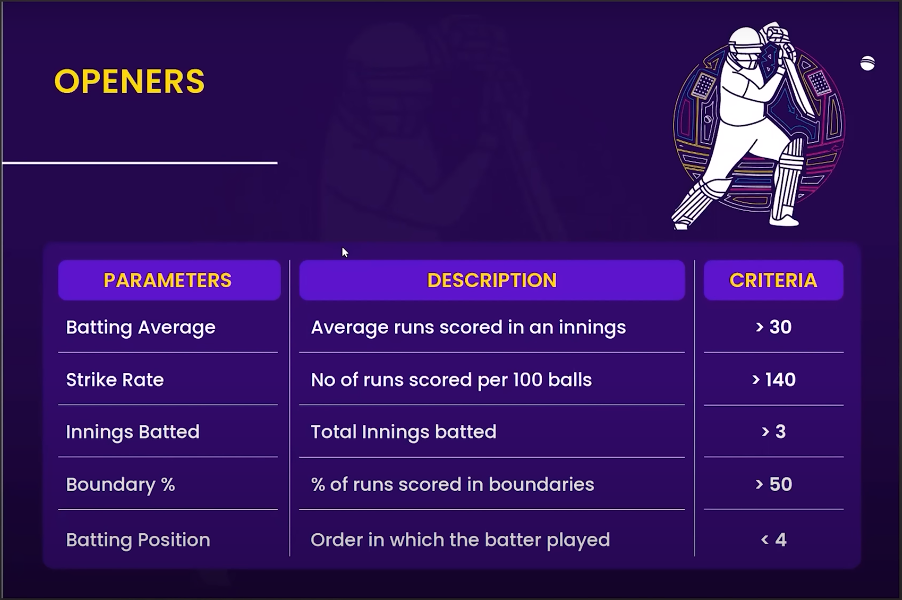 OPENERS
PARAMETERS DESCRIPTION CRITERIA
Batting Average Average runs scored in an innings > 30
Strike Rate No of runs scored per 100 balls > 140
Innings Batted Total Innings batted > 3
Boundary % % of runs scored in boundaries > 50
Batting Position Order in which the batter played < 4